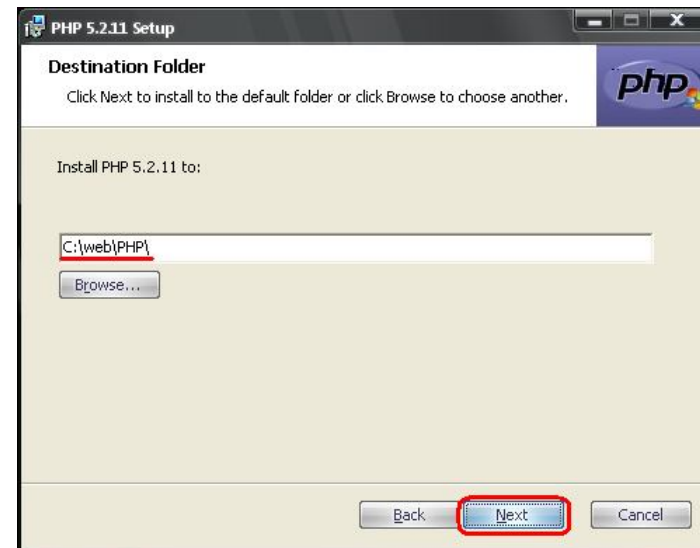 PHP 5.2.11 Setup
Destination Folder
Click Next to install to the default folder or click Browse to choose another.
php
Install PHP 5.2.11 to:
C:\web\PHP\
Browse...
Back
Next
Cancel